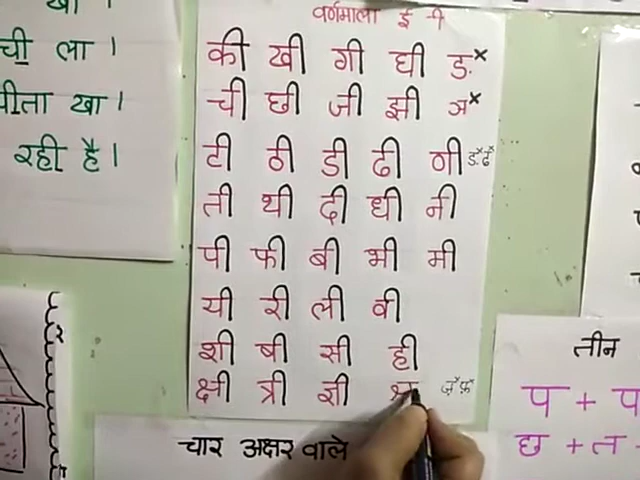 खा ।
ची ला ।
पीता खा ।
रही है ।
वर्णमाला ई ी
की खी गी घी ङ×
ची छी जी झी ञ×
टी ठी डी ढी णी ड़× ढ़×
ती थी दी धी नी
पी फी बी भी मी
यी री ली वी
शी षी सी ही
क्षी त्री ज्ञी श्र ज़× फ़×
चार अक्षर वाले
तीन
प + प
छ + त -